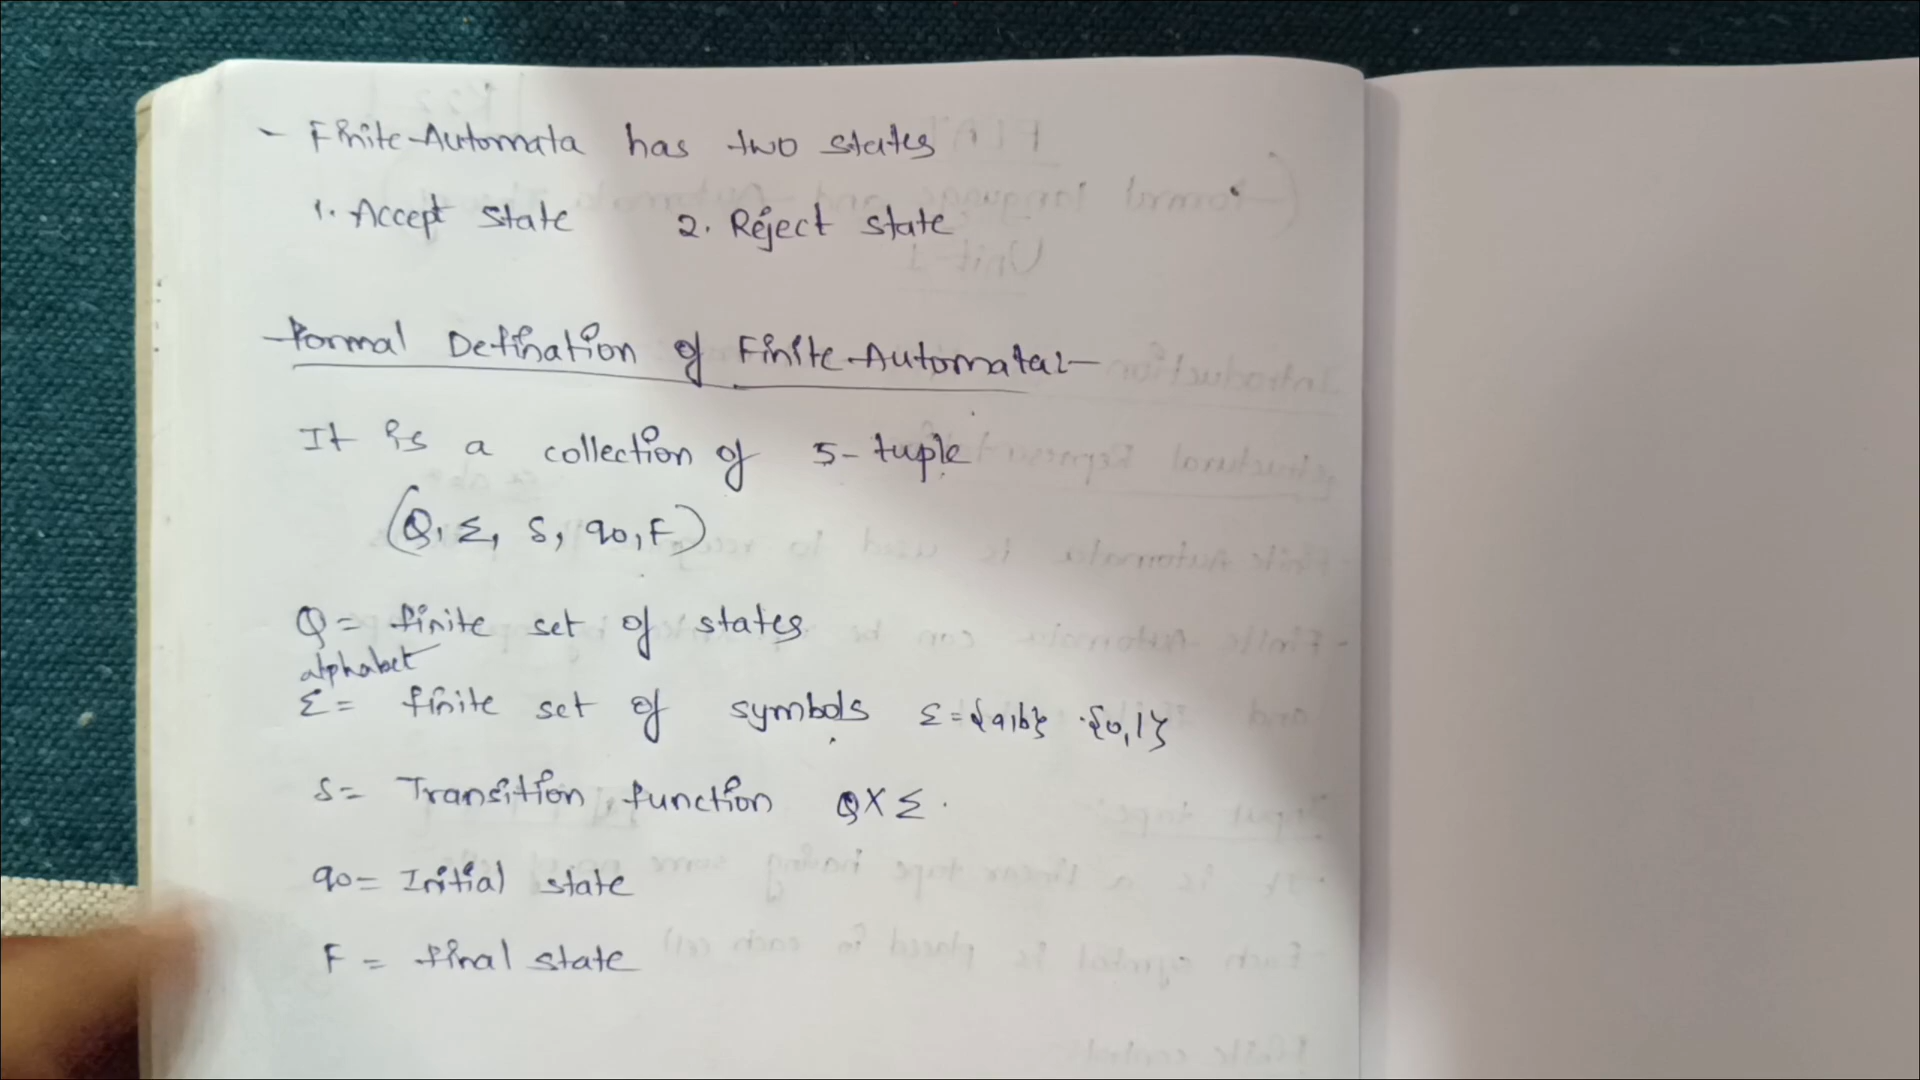 - Finite Automata has two states
1. Accept state 2. Reject state
Formal Defination of Finite Automata:-
It is a collection of 5-tuple
(Q, Σ, δ, q0, F)
Q = finite set of states
alphabet
Σ = finite set of symbols Σ = {a,b} {0,1}
δ = Transition function Q X Σ
q0 = Initial state
F = final state